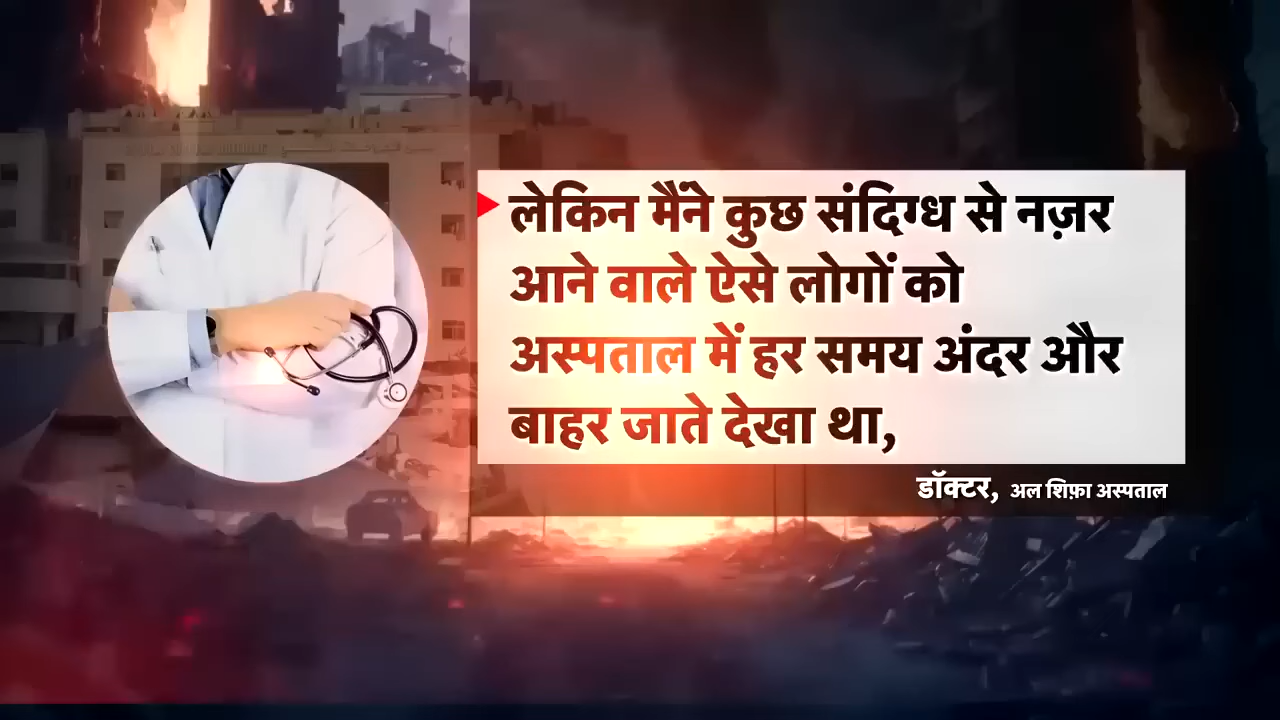 लेकिन मैंने कुछ संदिग्ध से नज़र
आने वाले ऐसे लोगों को
अस्पताल में हर समय अंदर और
बाहर जाते देखा था,
डॉक्टर, अल शिफ़ा अस्पताल